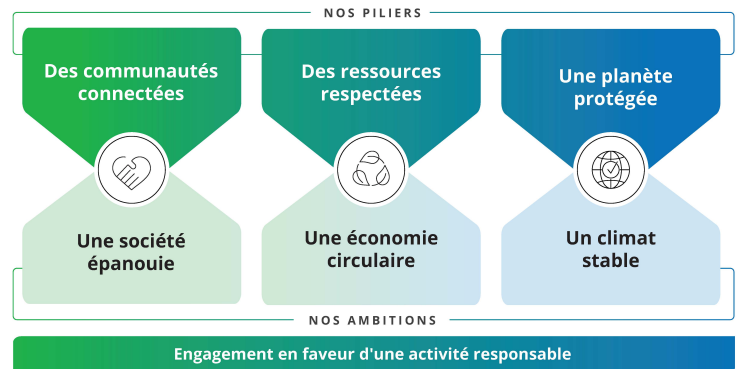 NOS PILIERS
Des communautés
connectées
Des ressources
respectées
Une planète
protégée
Une société
épanouie
Une économie
circulaire
Un climat
stable
NOS AMBITIONS
Engagement en faveur d'une activité responsable